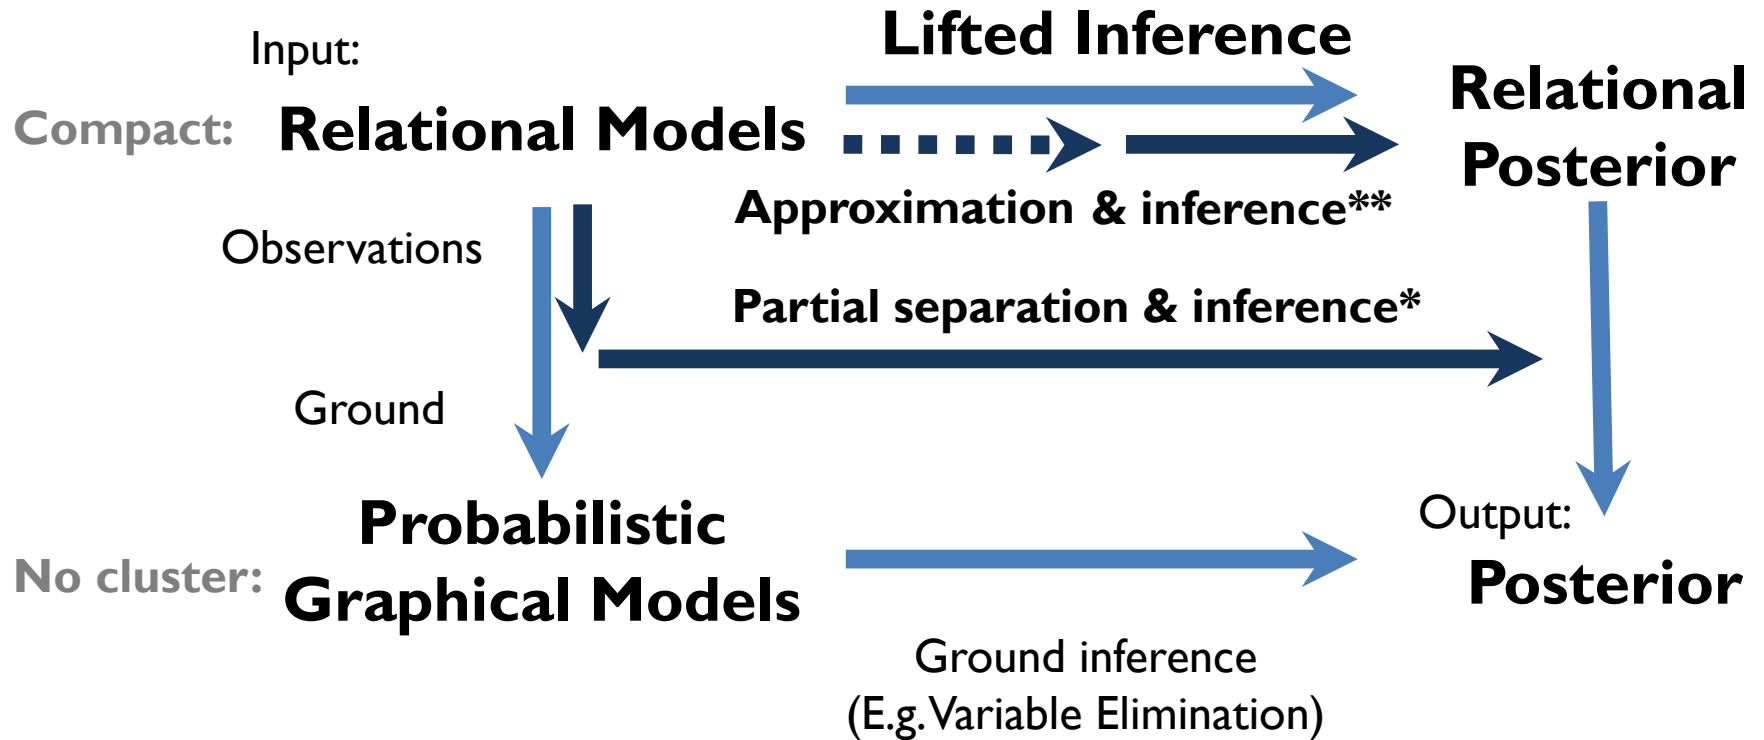 Input:
Lifted Inference
Compact:
Relational Models
Relational
Posterior
Approximation & inference**
Observations
Partial separation & inference*
Ground
Probabilistic
Graphical Models
No cluster:
Output:
Posterior
Ground inference
(E.g. Variable Elimination)